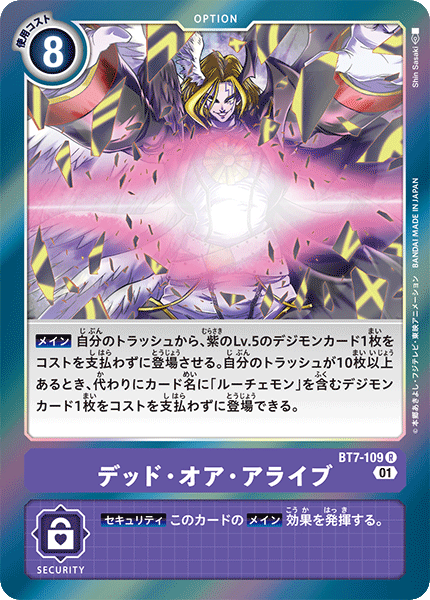 OPTION
使用コスト
8
Shin Sasaki
BANDAI MADE IN JAPAN
©本郷あきよし・フジテレビ・東映アニメーション
メイン 自分のトラッシュから、紫のLv.5のデジモンカード1枚を
コストを支払わずに登場させる。自分のトラッシュが10枚以上
あるとき、代わりにカード名に「ルーチェモン」を含むデジモン
カード1枚をコストを支払わずに登場できる。
BT7-109 R
デッド・オア・アライブ
01
セキュリティ このカードの メイン 効果を発揮する。
SECURITY